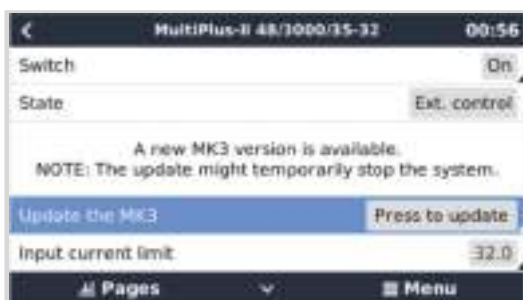 MultiPlus-II 48/3000/35-32 00:56
Switch On
State Ext. control
A new MK3 version is available.
NOTE: The update might temporarily stop the system.
Update the MK3 Press to update
Input current limit 32.0
Pages Menu